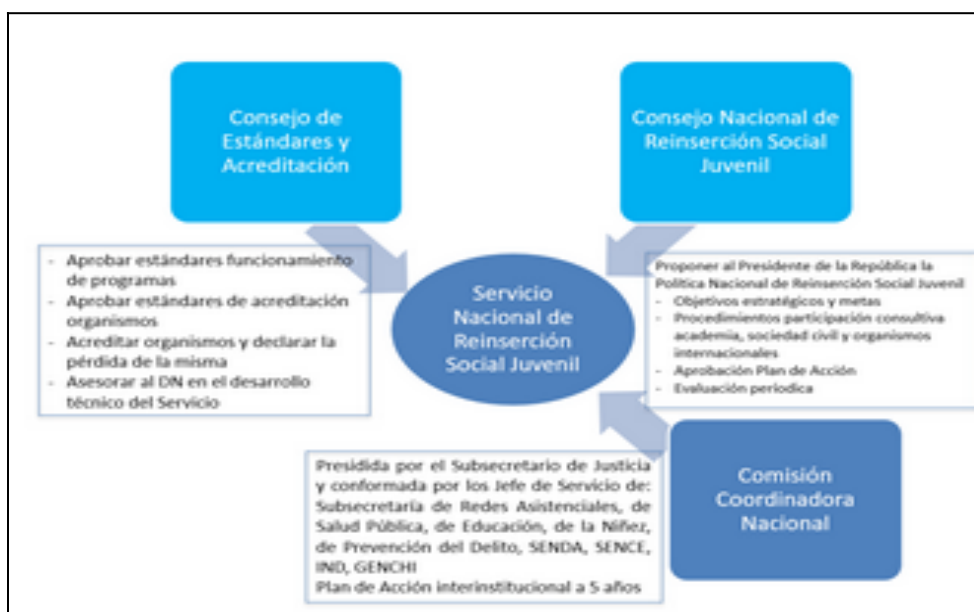 Consejo de
Estándares y
Acreditación
Consejo Nacional de
Reinserción Social
Juvenil
- Aprobar estándares funcionamiento
de programas
- Aprobar estándares de acreditación
organismos
- Acreditar organismos y declarar la
pérdida de la misma
- Asesorar al DN en el desarrollo
técnico del Servicio
Servicio
Nacional de
Reinserción
Social Juvenil
Proponer al Presidente de la República la
Política Nacional de Reinserción Social Juvenil
- Objetivos estratégicos y metas
- Procedimientos participación consultiva
academia, sociedad civil y organismos
internacionales
- Aprobación Plan de Acción
- Evaluación períodica
Presidida por el Subsecretario de Justicia
y conformada por los Jefe de Servicio de:
Subsecretaría de Redes Asistenciales, de
Salud Pública, de Educación, de la Niñez,
de Prevención del Delito, SENDA, SENCE,
IND, GENCHI
Plan de Acción interinstitucional a 5 años
Comisión
Coordinadora
Nacional